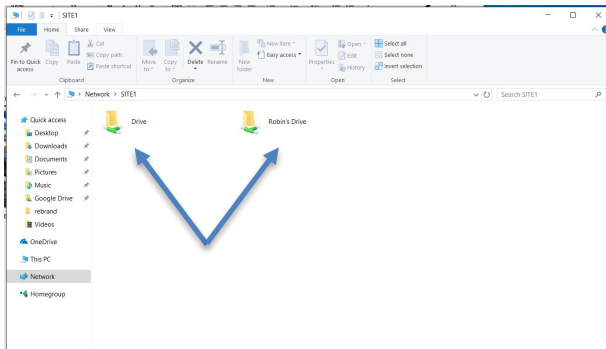 SITE1
File Home Share View
Pin to Quick access
Copy
Paste
Cut
Copy path
Paste shortcut
Clipboard
Move to
Copy to
Delete
Rename
Organize
New folder
New item
Easy access
New
Properties
Open
Edit
History
Open
Select all
Select none
Invert selection
Select
Network > SITE1
Search SITE1
Quick access
Desktop
Downloads
Documents
Pictures
Music
Google Drive
rebrand
Videos
OneDrive
This PC
Network
Homegroup
Drive
Robin's Drive